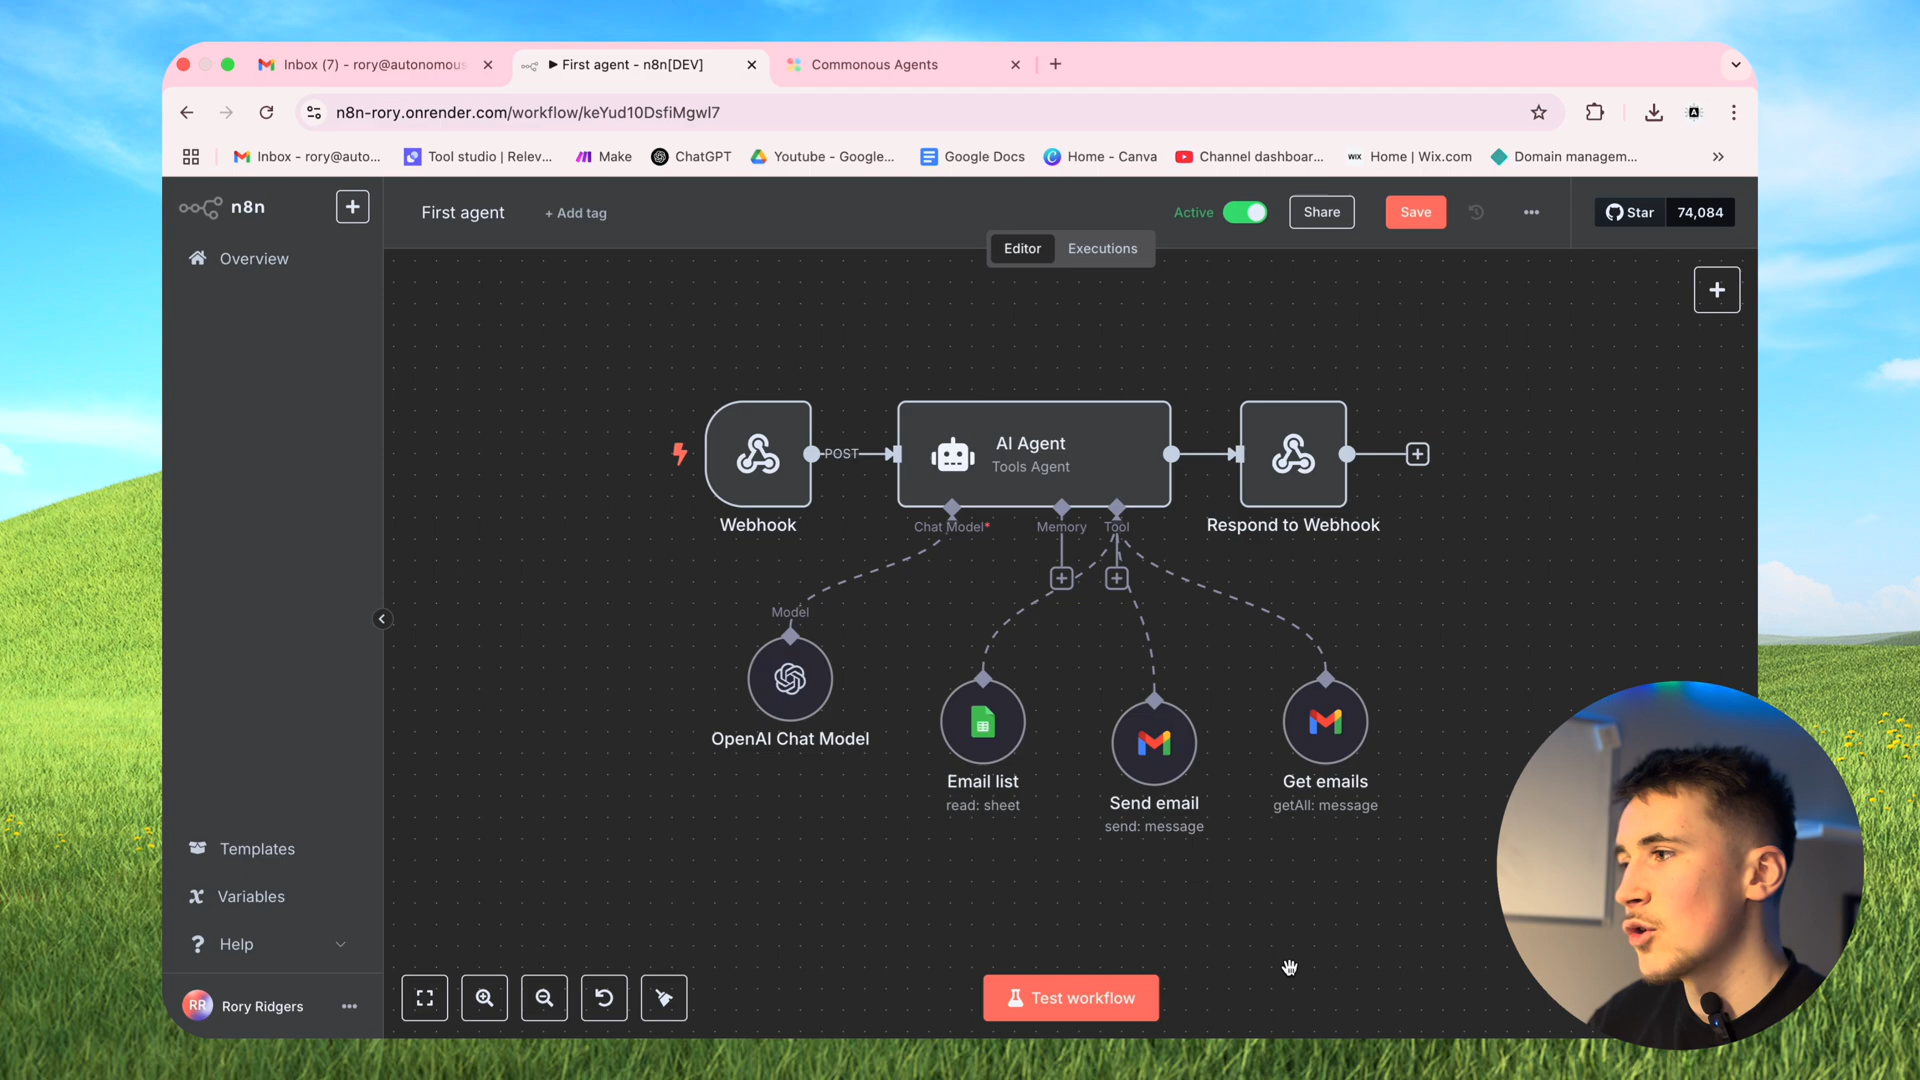 Inbox (7) - rory@autonomous
First agent - n8n[DEV]
Commonous Agents
n8n-rory.onrender.com/workflow/keYud10DsfiMgwl7
Inbox - rory@auto...
Tool studio | Relev...
Make
ChatGPT
Youtube - Google...
Google Docs
Home - Canva
Channel dashboar...
WIX
Home | Wix.com
Domain managem...
n8n
First agent
+ Add tag
Active
Share
Save
Star
74,084
Editor
Executions
Overview
POST
AI Agent
Tools Agent
Webhook
Chat Model*
Memory
Tool
Respond to Webhook
Model
OpenAI Chat Model
Email list
read: sheet
Send email
send: message
Get emails
getAll: message
Templates
Variables
Help
RR
Rory Ridgers
Test workflow